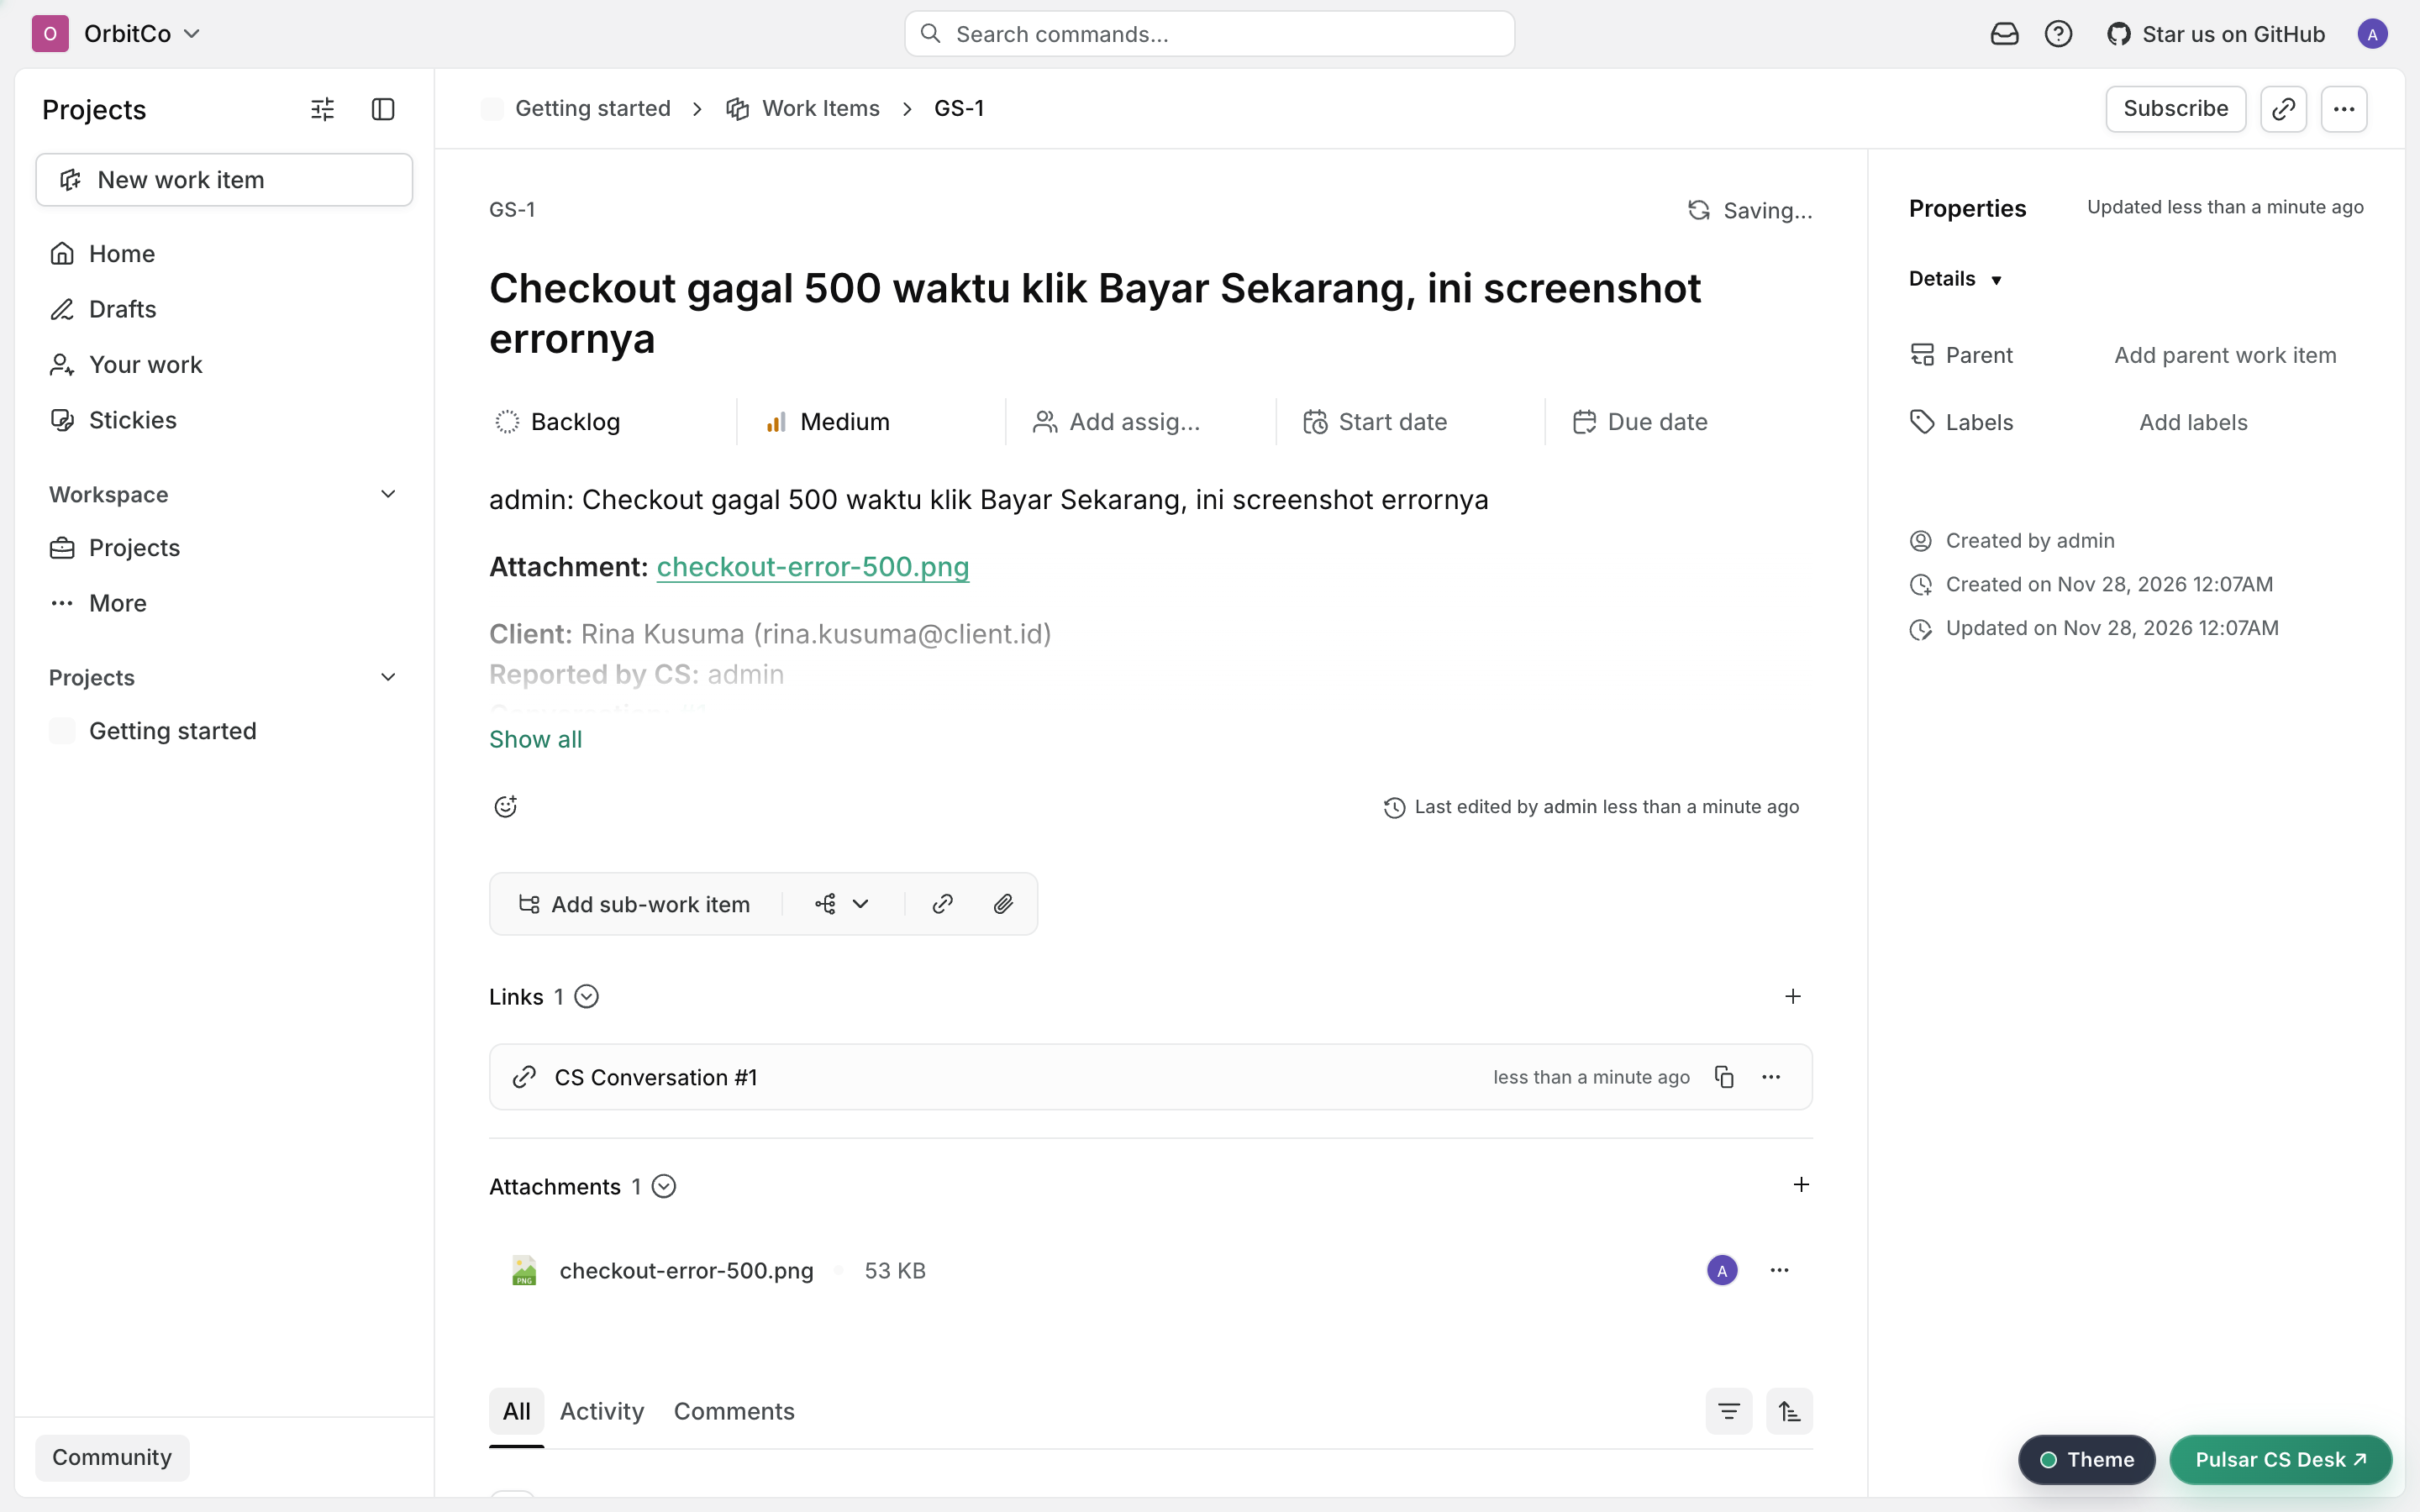 O OrbitCo
Search commands...
Star us on GitHub
A
Projects
New work item
Home
Drafts
Your work
Stickies
Workspace
Projects
More
Projects
Getting started
Community
Getting started > Work Items > GS-1
Subscribe
GS-1
Saving...
Checkout gagal 500 waktu klik Bayar Sekarang, ini screenshot
errornya
Backlog
Medium
Add assig...
Start date
Due date
admin: Checkout gagal 500 waktu klik Bayar Sekarang, ini screenshot errornya
Attachment: checkout-error-500.png
Client: Rina Kusuma (rina.kusuma@client.id)
Reported by CS: admin
Show all
Last edited by admin less than a minute ago
Add sub-work item
Links 1
CS Conversation #1
less than a minute ago
Attachments 1
PNG
checkout-error-500.png
53 KB
A
All
Activity
Comments
Properties
Updated less than a minute ago
Details
Parent
Add parent work item
Labels
Add labels
Created by admin
Created on Nov 28, 2026 12:07AM
Updated on Nov 28, 2026 12:07AM
Theme
Pulsar CS Desk